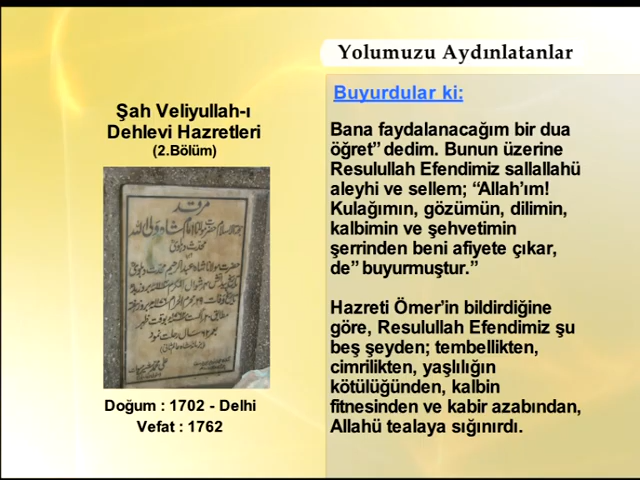 Yolumuzu Aydınlatanlar
Şah Veliyullah-ı
Dehlevi Hazretleri
(2.Bölüm)
مرقد
محدث دہلویؒ
Doğum : 1702 - Delhi
Vefat : 1762
Buyurdular ki:
Bana faydalanacağım bir dua
öğret” dedim. Bunun üzerine
Resulullah Efendimiz sallallahü
aleyhi ve sellem; “Allah’ım!
Kulağımın, gözümün, dilimin,
kalbimin ve şehvetimin
şerrinden beni afiyete çıkar,
de” buyurmuştur.”
Hazreti Ömer’in bildirdiğine
göre, Resulullah Efendimiz şu
beş şeyden; tembellikten,
cimrilikten, yaşlılığın
kötülüğünden, kalbin
fitnesinden ve kabir azabından,
Allahü tealaya sığınırdı.